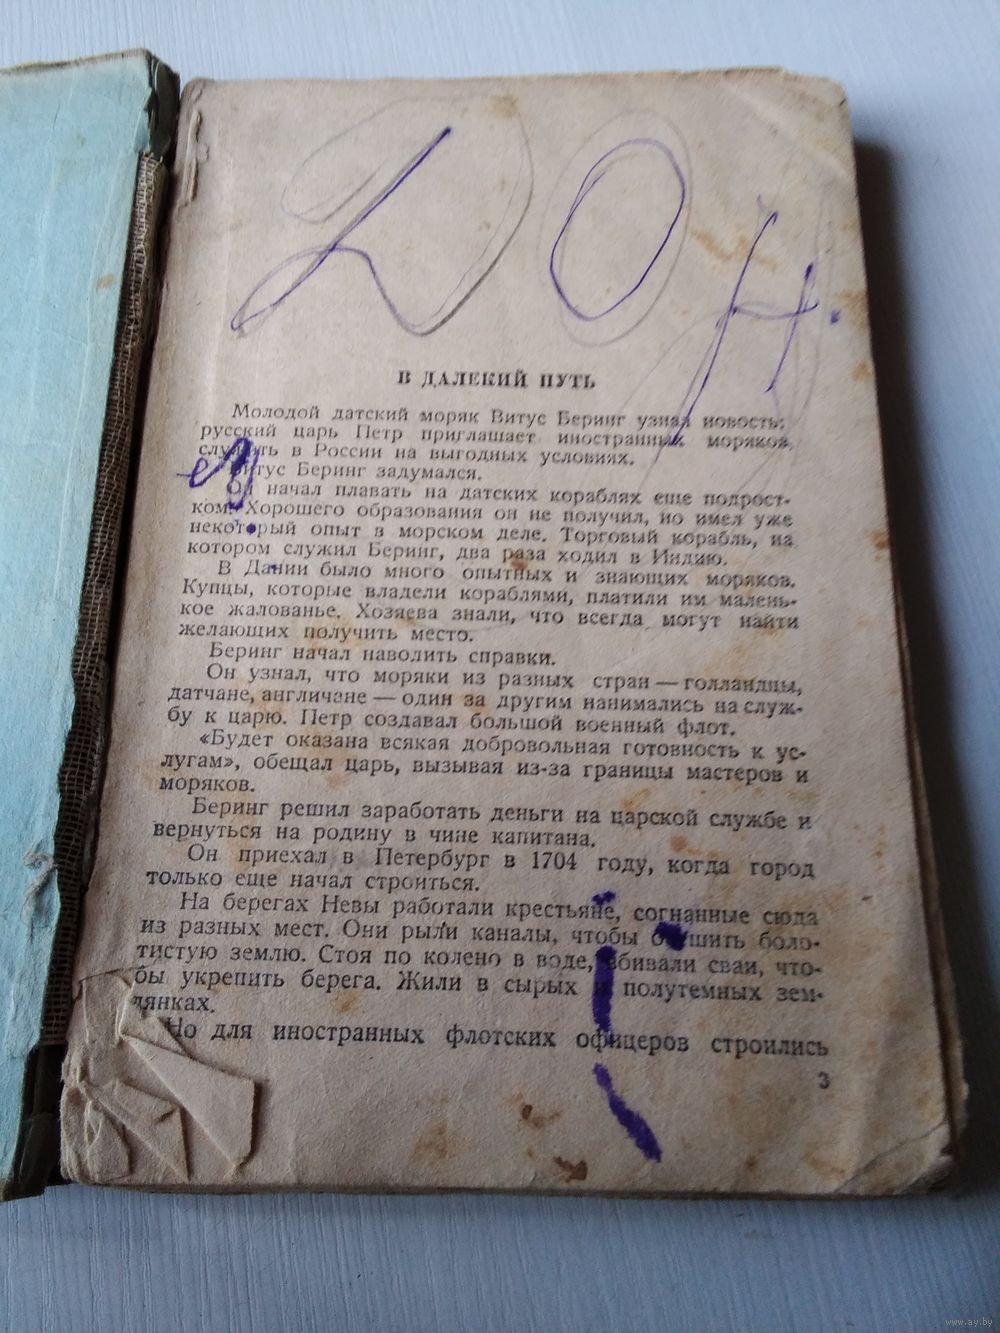 ДОН
В ДАЛЕКИЙ ПУТЬ
Молодой датский моряк Витус Беринг узнал новость:
русский царь Петр приглашает иностранных моряков
служить в России на выгодных условиях.
Витус Беринг задумался.
Он начал плавать на датских кораблях еще подрост-
ком. Хорошего образования он не получил, но имел уже
некоторый опыт в морском деле. Торговый корабль, на
котором служил Беринг, два раза ходил в Индию.
В Дании было много опытных и знающих моряков.
Купцы, которые владели кораблями, платили им малень-
кое жалованье. Хозяева знали, что всегда могут найти
желающих получить место.
Беринг начал наводить справки.
Он узнал, что моряки из разных стран — голландцы,
датчане, англичане — один за другим нанимались на служ-
бу к царю. Петр создавал большой военный флот.
«Будет оказана всякая добровольная готовность к ус-
лугам», обещал царь, вызывая из-за границы мастеров и
моряков.
Беринг решил заработать деньги на царской службе и
вернуться на родину в чине капитана.
Он приехал в Петербург в 1704 году, когда город
только еще начал строиться.
На берегах Невы работали крестьяне, согнанные сюда
из разных мест. Они рыли каналы, чтобы осушить боло-
тистую землю. Стоя по колено в воде, вбивали сваи, что-
бы укрепить берега. Жили в сырых и полутемных зем-
лянках.
Но для иностранных флотских офицеров строились
3
www.ay.by